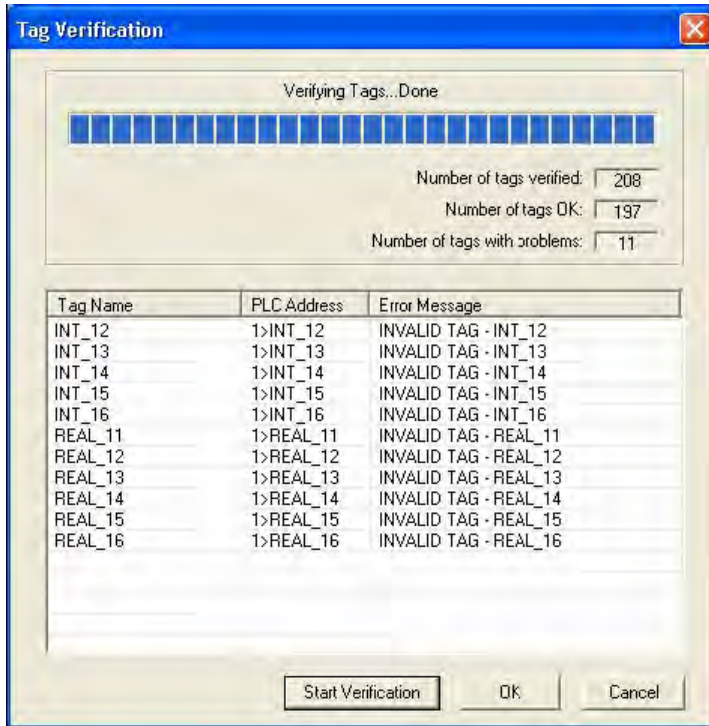 Tag Verification
Verifying Tags...Done
Number of tags verified: 208
Number of tags OK: 197
Number of tags with problems: 11
Tag Name PLC Address Error Message
INT_12 1>INT_12 INVALID TAG - INT_12
INT_13 1>INT_13 INVALID TAG - INT_13
INT_14 1>INT_14 INVALID TAG - INT_14
INT_15 1>INT_15 INVALID TAG - INT_15
INT_16 1>INT_16 INVALID TAG - INT_16
REAL_11 1>REAL_11 INVALID TAG - REAL_11
REAL_12 1>REAL_12 INVALID TAG - REAL_12
REAL_13 1>REAL_13 INVALID TAG - REAL_13
REAL_14 1>REAL_14 INVALID TAG - REAL_14
REAL_15 1>REAL_15 INVALID TAG - REAL_15
REAL_16 1>REAL_16 INVALID TAG - REAL_16
Start Verification OK Cancel